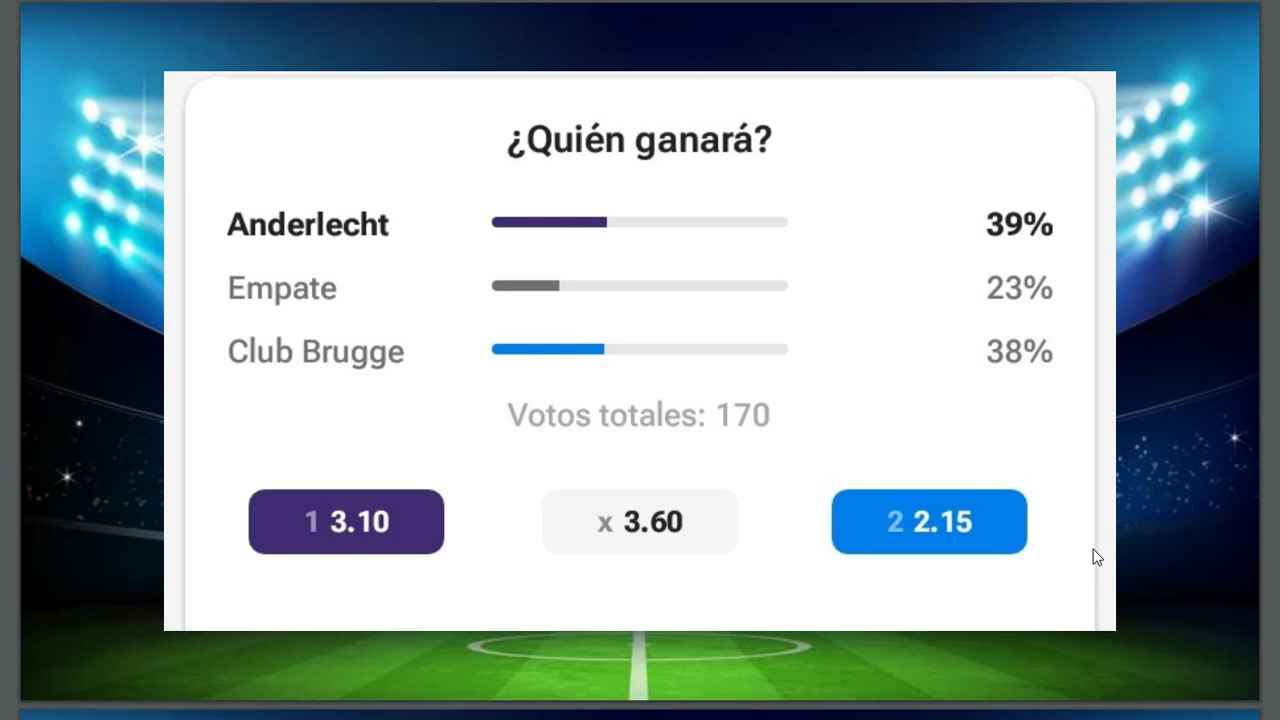 ¿Quién ganará?
Anderlecht 39%
Empate 23%
Club Brugge 38%
Votos totales: 170
1 3.10 x 3.60 2 2.15